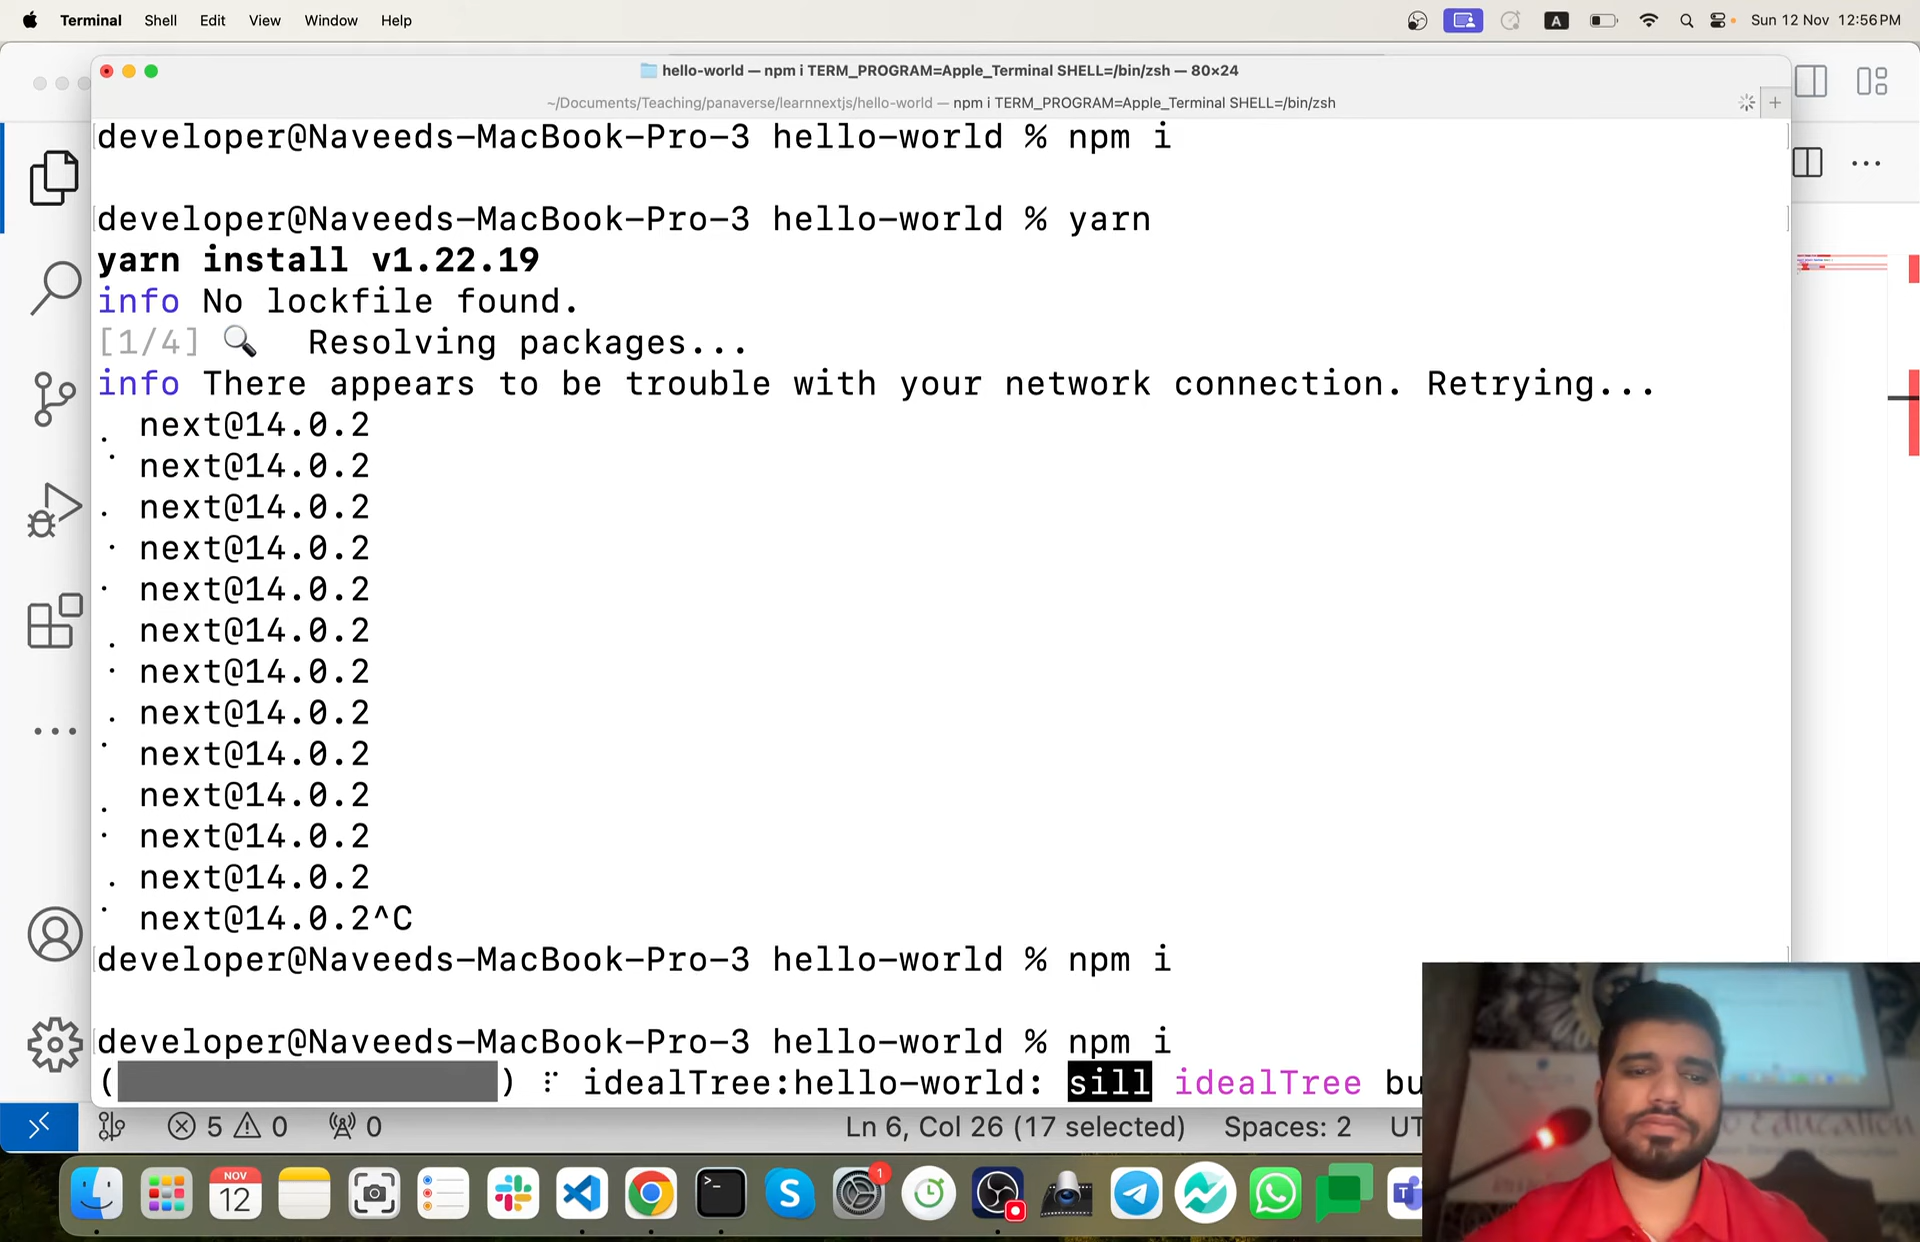 Terminal Shell Edit View Window Help
A
Sun 12 Nov 12:56 PM
hello-world — npm i TERM_PROGRAM=Apple_Terminal SHELL=/bin/zsh — 80×24
~/Documents/Teaching/panaverse/learnnextjs/hello-world — npm i TERM_PROGRAM=Apple_Terminal SHELL=/bin/zsh
developer@Naveeds-MacBook-Pro-3 hello-world % npm i
developer@Naveeds-MacBook-Pro-3 hello-world % yarn
yarn install v1.22.19
info No lockfile found.
[1/4] 🔍 Resolving packages...
info There appears to be trouble with your network connection. Retrying...
next@14.0.2
next@14.0.2
next@14.0.2
next@14.0.2
next@14.0.2
next@14.0.2
next@14.0.2
next@14.0.2
next@14.0.2
next@14.0.2
next@14.0.2
next@14.0.2
next@14.0.2^C
developer@Naveeds-MacBook-Pro-3 hello-world % npm i
developer@Naveeds-MacBook-Pro-3 hello-world % npm i
( ) ⠏ idealTree:hello-world: sill idealTree bu
5 0 0
Ln 6, Col 26 (17 selected) Spaces: 2 UT
NOV
12
1
S
T